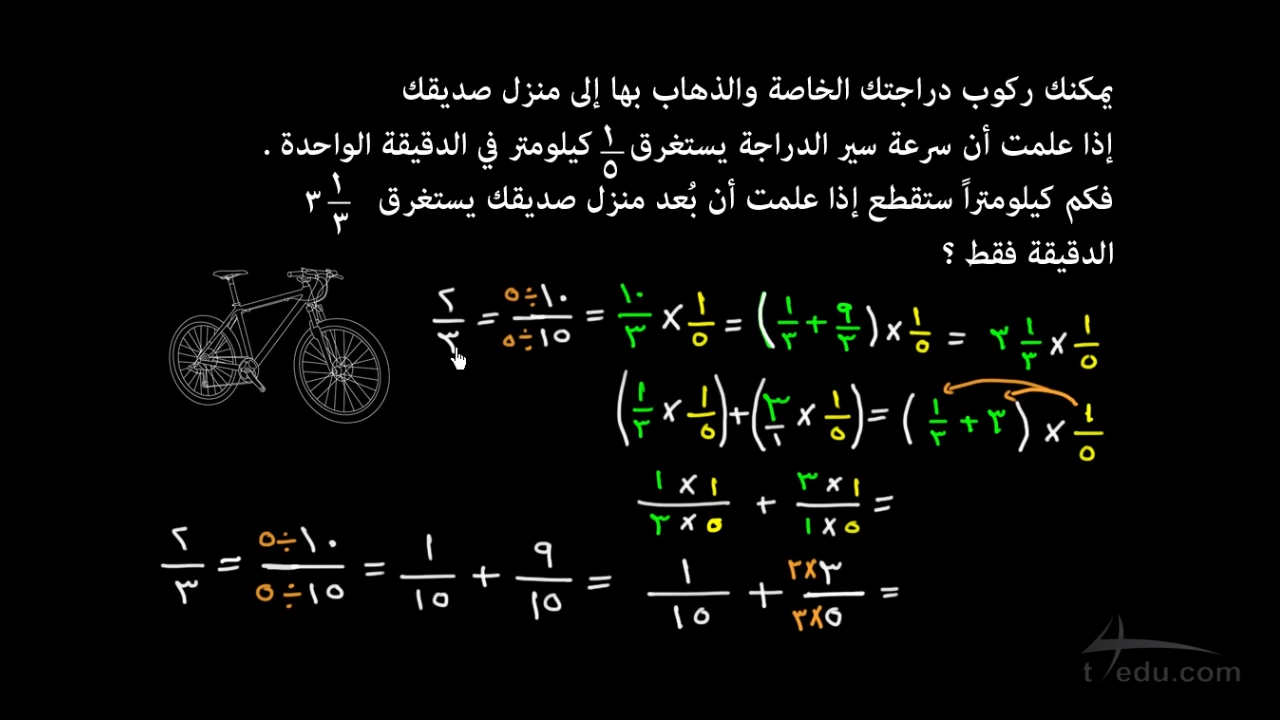 يمكنك ركوب دراجتك الخاصة والذهاب بها إلى منزل صديقك
إذا علمت أن سرعة سير الدراجة يستغرق ١/٥ كيلومتر في الدقيقة الواحدة .
فكم كيلومتراً ستقطع إذا علمت أن بُعد منزل صديقك يستغرق ٣ ١/٣
الدقيقة فقط ؟
١/٥ × ٣ ١/٣ = ١/٥ × (٩/٣ + ١/٣) = ١/٥ × ١٠/٣ = ١٠÷٥/١٥÷٥ = ٢/٣
١/٥ × (٣ + ١/٣) = (١/٥ × ٣/١) + (١/٥ × ١/٣)
= ١×٣/٥×١ + ١×١/٥×٣
= ٣×٣/٥×٣ + ١/١٥ = ٩/١٥ + ١/١٥ = ١٠÷٥/١٥÷٥ = ٢/٣
t4edu.com